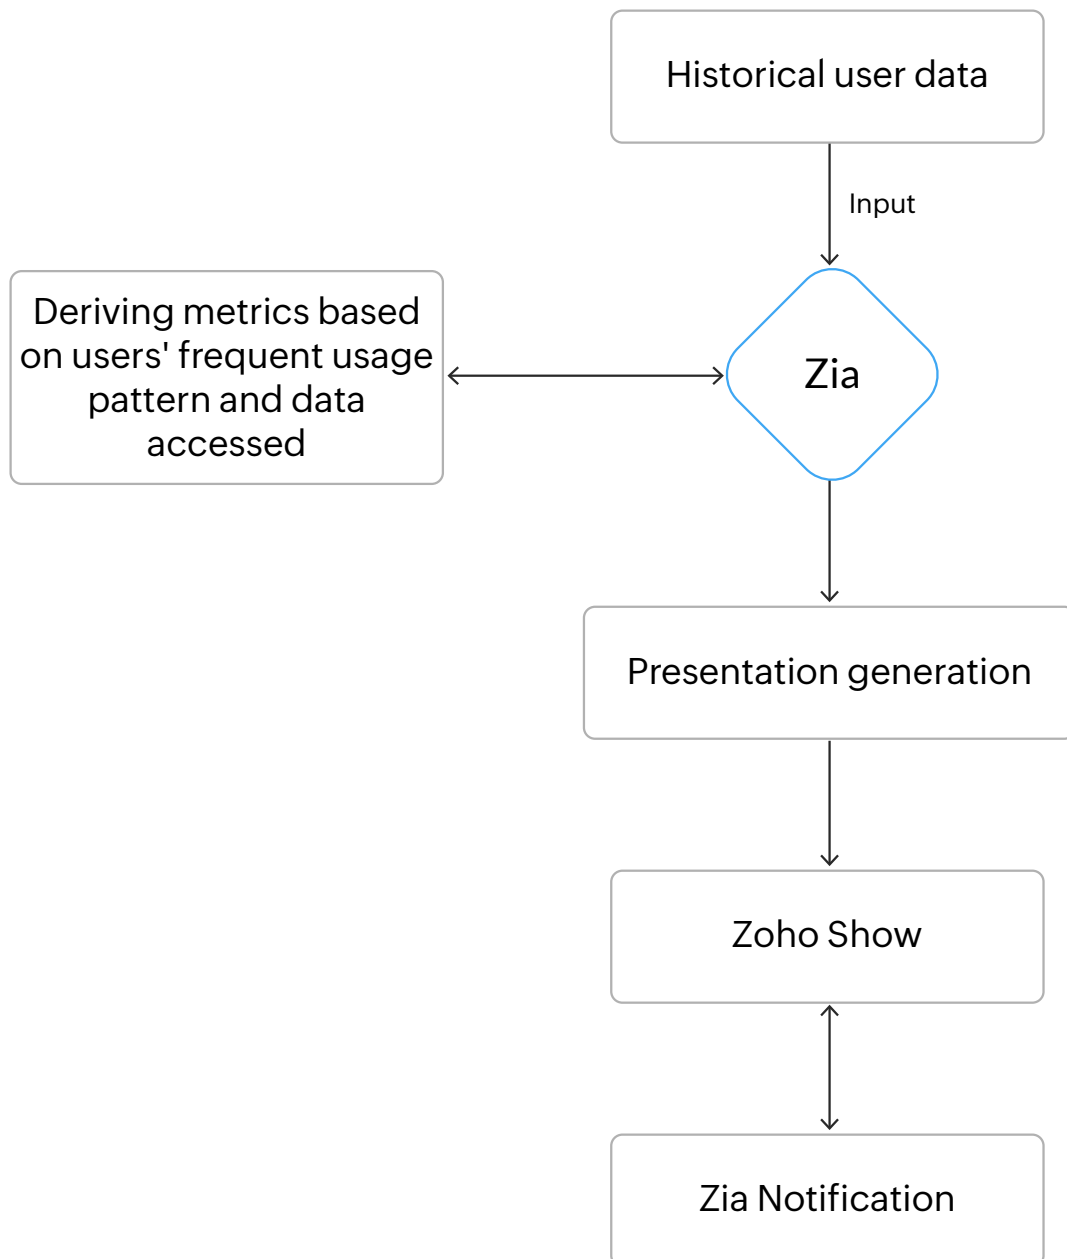 Historical user data
Input
Deriving metrics based
on users' frequent usage
pattern and data
accessed
Zia
Presentation generation
Zoho Show
Zia Notification